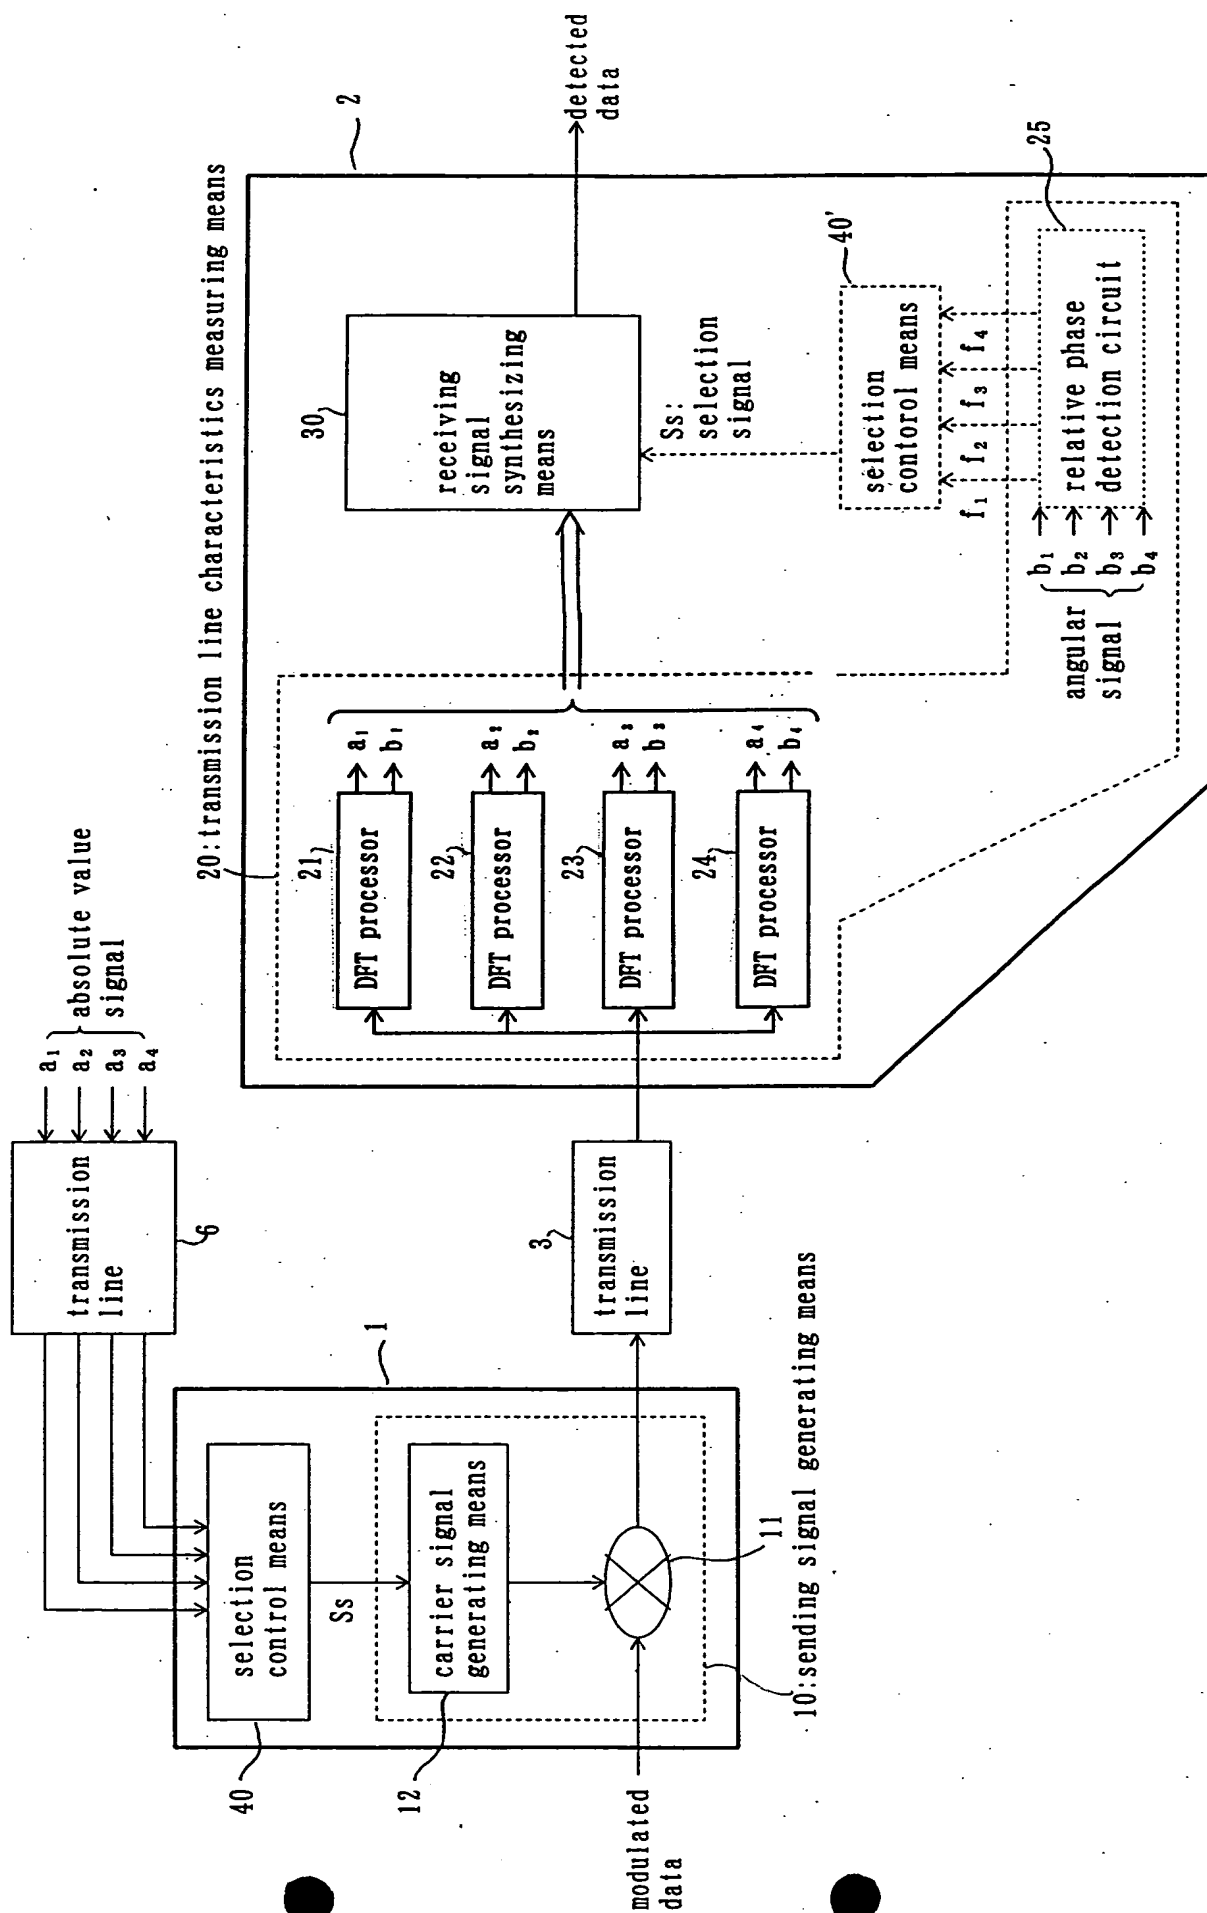 a₁
a₂
a₃
a₄
absolute value
signal
transmission
line
6
20:transmission line characteristics measuring means
2
1
40
selection
control means
Ss
12
carrier signal
generating means
11
10:sending signal generating means
modulated
data
3
transmission
line
21
DFT processor
a₁
b₁
22
DFT processor
a₂
b₂
23
DFT processor
a₃
b₃
24
DFT processor
a₄
b₄
30
receiving
signal
synthesizing
means
detected
data
Ss:
selection
signal
40'
selection
contorol means
f₁
f₂
f₃
f₄
25
relative phase
detection circuit
b₁
b₂
b₃
b₄
angular
signal